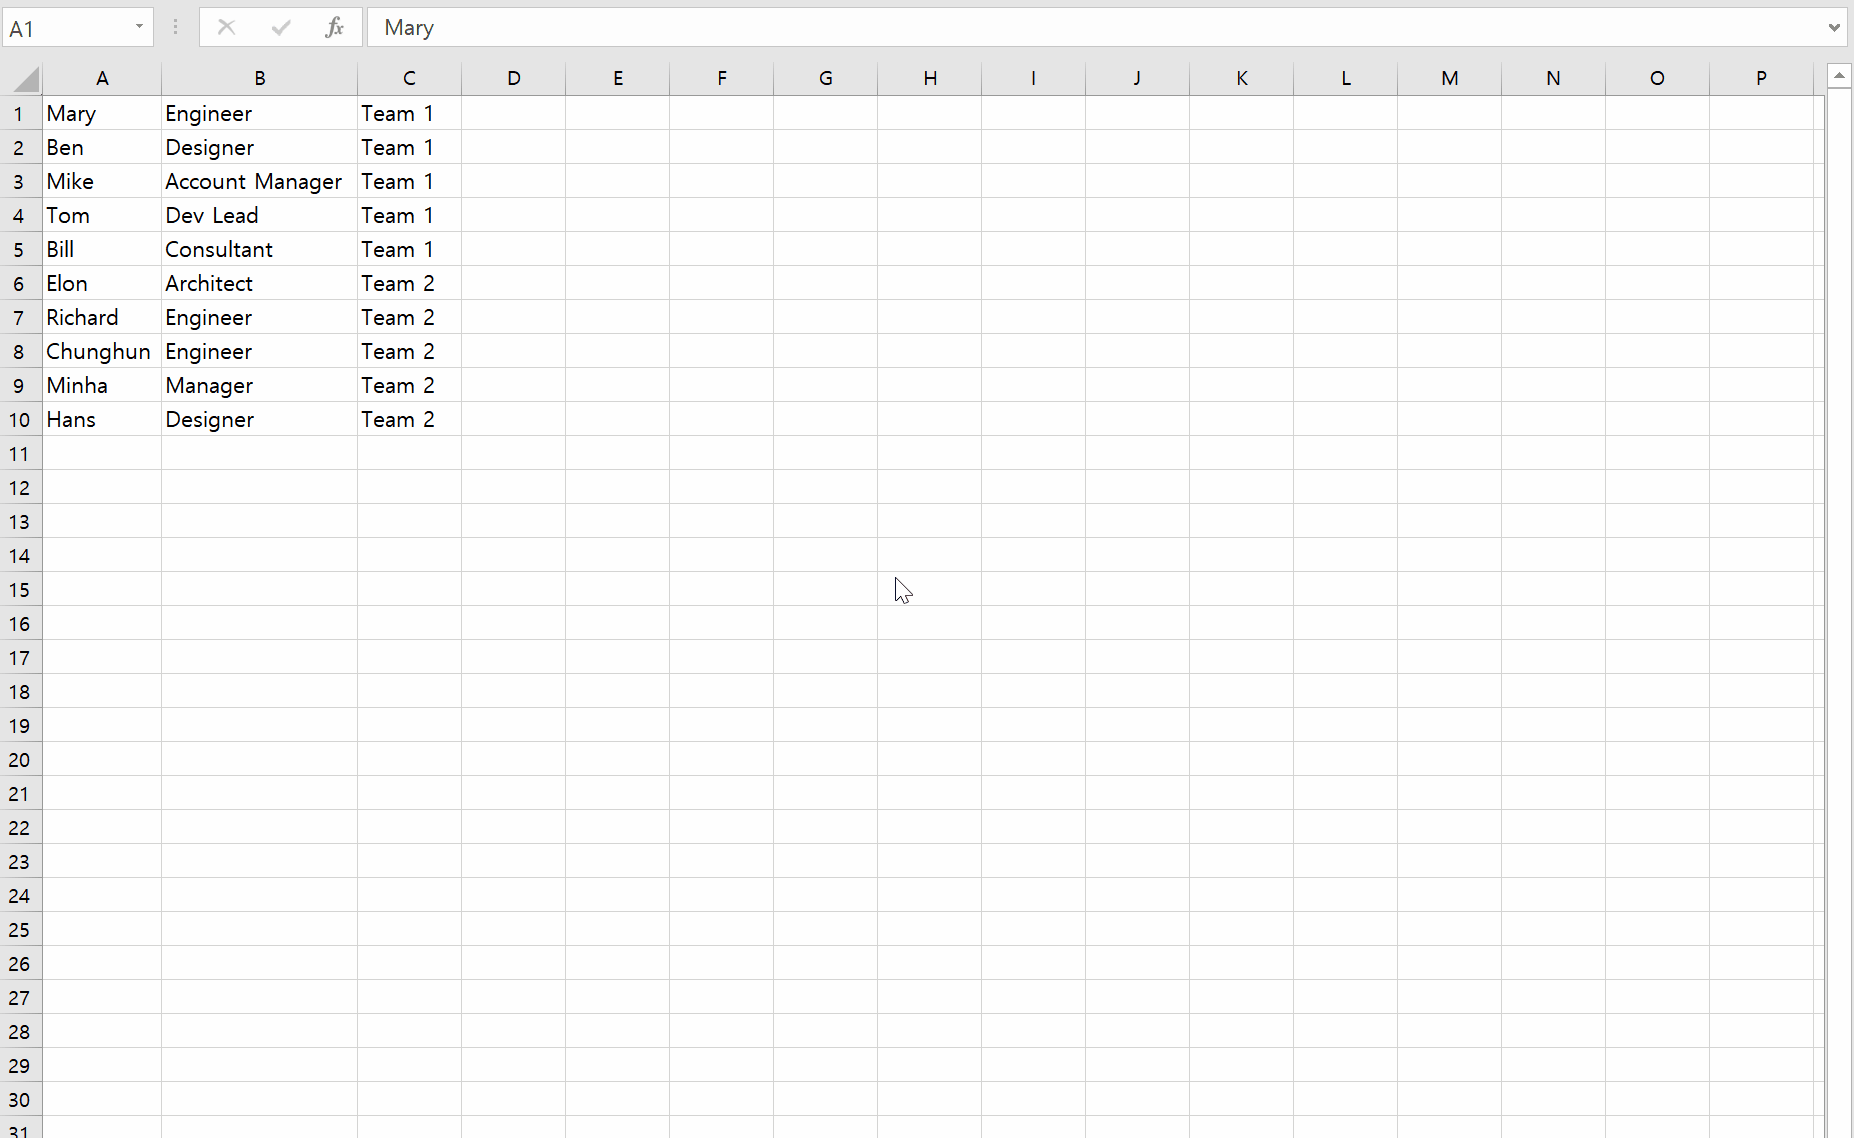 A1 fx Mary
A B C D E F G H I J K L M N O P
1 Mary Engineer Team 1
2 Ben Designer Team 1
3 Mike Account Manager Team 1
4 Tom Dev Lead Team 1
5 Bill Consultant Team 1
6 Elon Architect Team 2
7 Richard Engineer Team 2
8 Chunghun Engineer Team 2
9 Minha Manager Team 2
10 Hans Designer Team 2
11
12
13
14
15
16
17
18
19
20
21
22
23
24
25
26
27
28
29
30
31